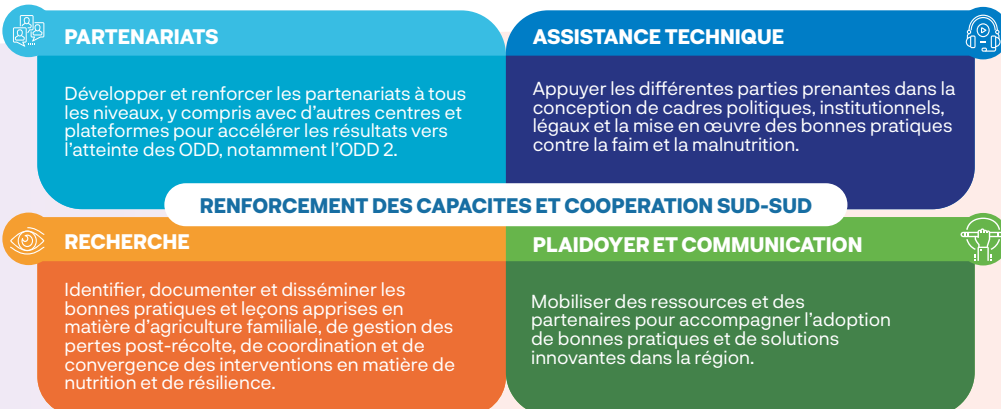 PARTENARIATS
Développer et renforcer les partenariats à tous
les niveaux, y compris avec d'autres centres et
plateformes pour accélérer les résultats vers
l'atteinte des ODD, notamment l'ODD 2.
ASSISTANCE TECHNIQUE
Appuyer les différentes parties prenantes dans la
conception de cadres politiques, institutionnels,
légaux et la mise en œuvre des bonnes pratiques
contre la faim et la malnutrition.
RENFORCEMENT DES CAPACITES ET COOPERATION SUD-SUD
RECHERCHE
Identifier, documenter et disséminer les
bonnes pratiques et leçons apprises en
matière d'agriculture familiale, de gestion des
pertes post-récolte, de coordination et de
convergence des interventions en matière de
nutrition et de résilience.
PLAIDOYER ET COMMUNICATION
Mobiliser des ressources et des
partenaires pour accompagner l'adoption
de bonnes pratiques et de solutions
innovantes dans la région.